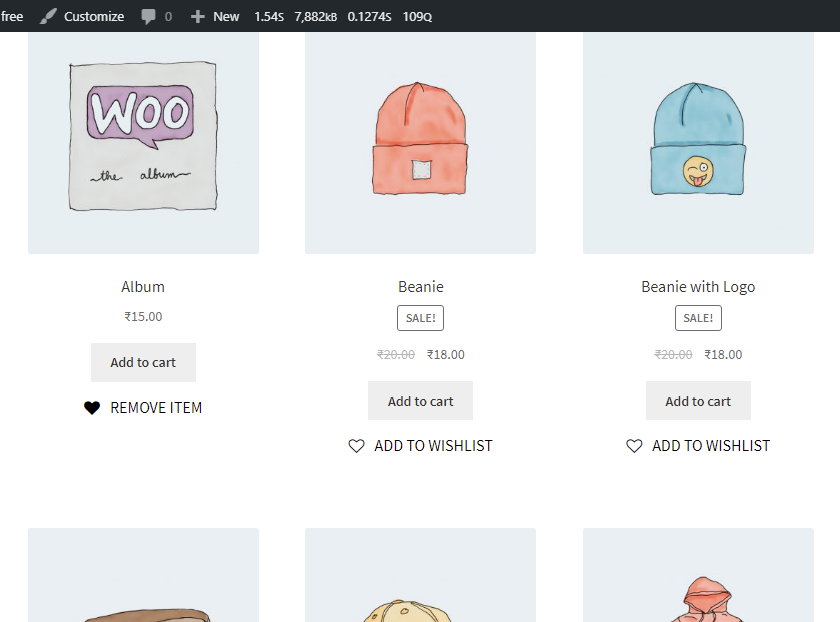 free Customize 0 New 1.54S 7,882KB 0.1274S 109Q
WOO
the album
Album
Beanie
Beanie with Logo
₹15.00
SALE!
SALE!
₹20.00 ₹18.00
₹20.00 ₹18.00
Add to cart
Add to cart
Add to cart
REMOVE ITEM
ADD TO WISHLIST
ADD TO WISHLIST